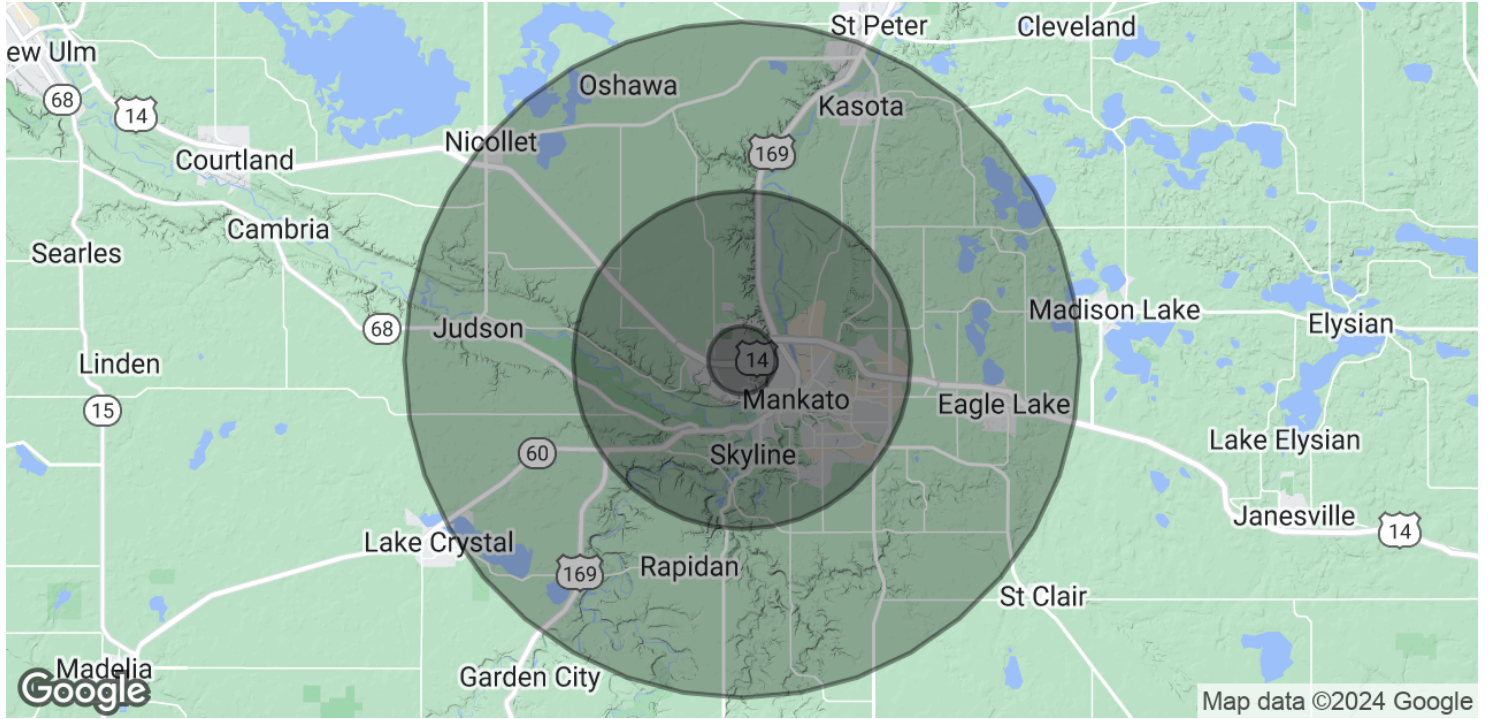 St Peter
Cleveland
ew Ulm
68
14
Oshawa
Kasota
Nicollet
169
Courtland
Cambria
Searles
68
Judson
Madison Lake
Elysian
Linden
14
15
Mankato
Eagle Lake
Lake Elysian
60
Skyline
Janesville
14
Lake Crystal
169
Rapidan
St Clair
Madelia
Garden City
Google
Map data ©2024 Google